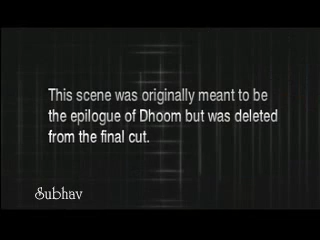 This scene was originally meant to be
the epilogue of Dhoom but was deleted
from the final cut.
Subhav